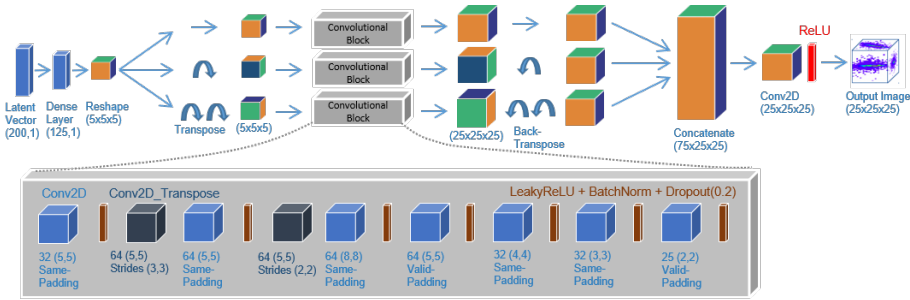 Latent
Vector
(200,1)
Dense
Layer
(125,1)
Reshape
(5x5x5)
Transpose
(5x5x5)
Convolutional
Block
Convolutional
Block
Convolutional
Block
(25x25x25)
Back-
Transpose
Concatenate
(75x25x25)
ReLU
Conv2D
(25x25x25)
Output Image
(25x25x25)
Conv2D
Conv2D_Transpose
LeakyReLU + BatchNorm + Dropout(0.2)
32 (5,5)
Same-
Padding
64 (5,5)
Strides (3,3)
64 (5,5)
Same-
Padding
64 (5,5)
Strides (2,2)
64 (8,8)
Same-
Padding
64 (5,5)
Valid-
Padding
32 (4,4)
Same-
Padding
32 (3,3)
Same-
Padding
25 (2,2)
Valid-
Padding